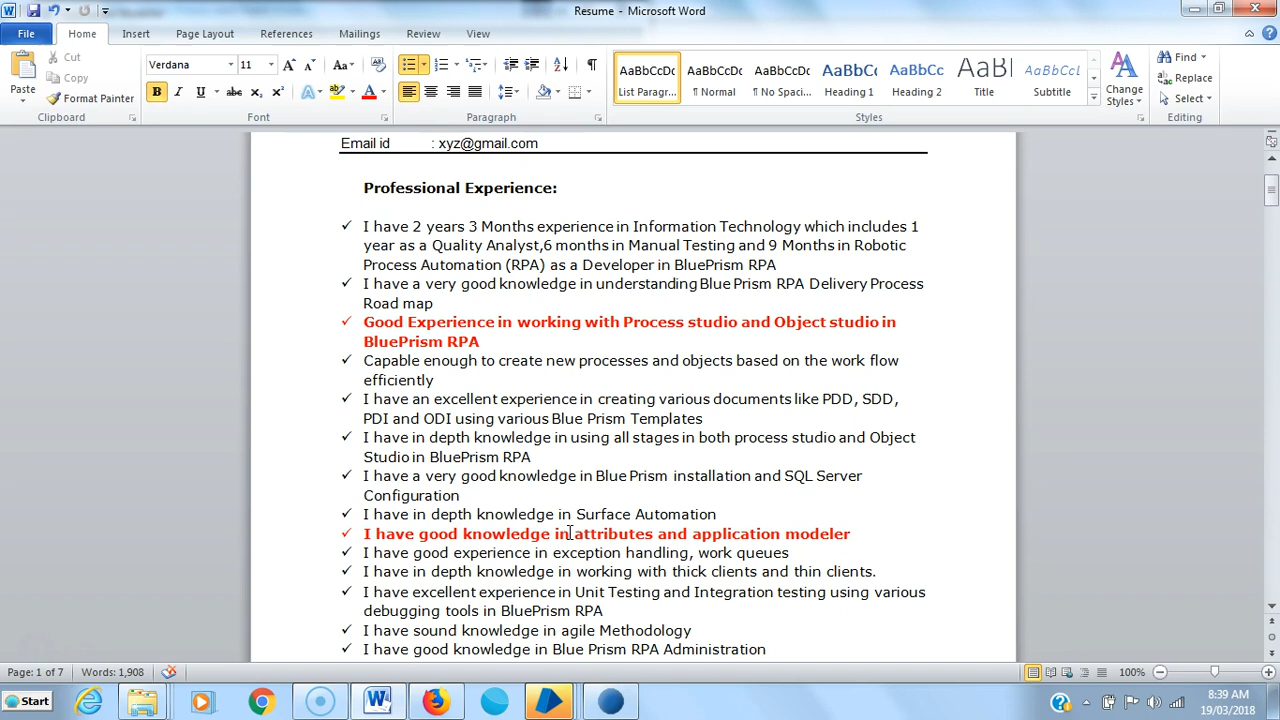 Resume - Microsoft Word
File Home Insert Page Layout References Mailings Review View
Cut
Copy
Format Painter
Paste
Clipboard
Verdana 11
Font
Paragraph
AaBbCcDc AaBbCcDc AaBbCcDc AaBbCc AaBbCc AaBl AaBbCcL
List Paragr... ¶ Normal ¶ No Spacin... Heading 1 Heading 2 Title Subtitle
Change
Styles
Styles
Find
Replace
Select
Editing
Email id : xyz@gmail.com
Professional Experience:
✓ I have 2 years 3 Months experience in Information Technology which includes 1
year as a Quality Analyst,6 months in Manual Testing and 9 Months in Robotic
Process Automation (RPA) as a Developer in BluePrism RPA
✓ I have a very good knowledge in understanding Blue Prism RPA Delivery Process
Road map
✓ Good Experience in working with Process studio and Object studio in
BluePrism RPA
✓ Capable enough to create new processes and objects based on the work flow
efficiently
✓ I have an excellent experience in creating various documents like PDD, SDD,
PDI and ODI using various Blue Prism Templates
✓ I have in depth knowledge in using all stages in both process studio and Object
Studio in BluePrism RPA
✓ I have a very good knowledge in Blue Prism installation and SQL Server
Configuration
✓ I have in depth knowledge in Surface Automation
✓ I have good knowledge in attributes and application modeler
✓ I have good experience in exception handling, work queues
✓ I have in depth knowledge in working with thick clients and thin clients.
✓ I have excellent experience in Unit Testing and Integration testing using various
debugging tools in BluePrism RPA
✓ I have sound knowledge in agile Methodology
✓ I have good knowledge in Blue Prism RPA Administration
Page: 1 of 7 Words: 1,908 100%
Start
8:39 AM
19/03/2018